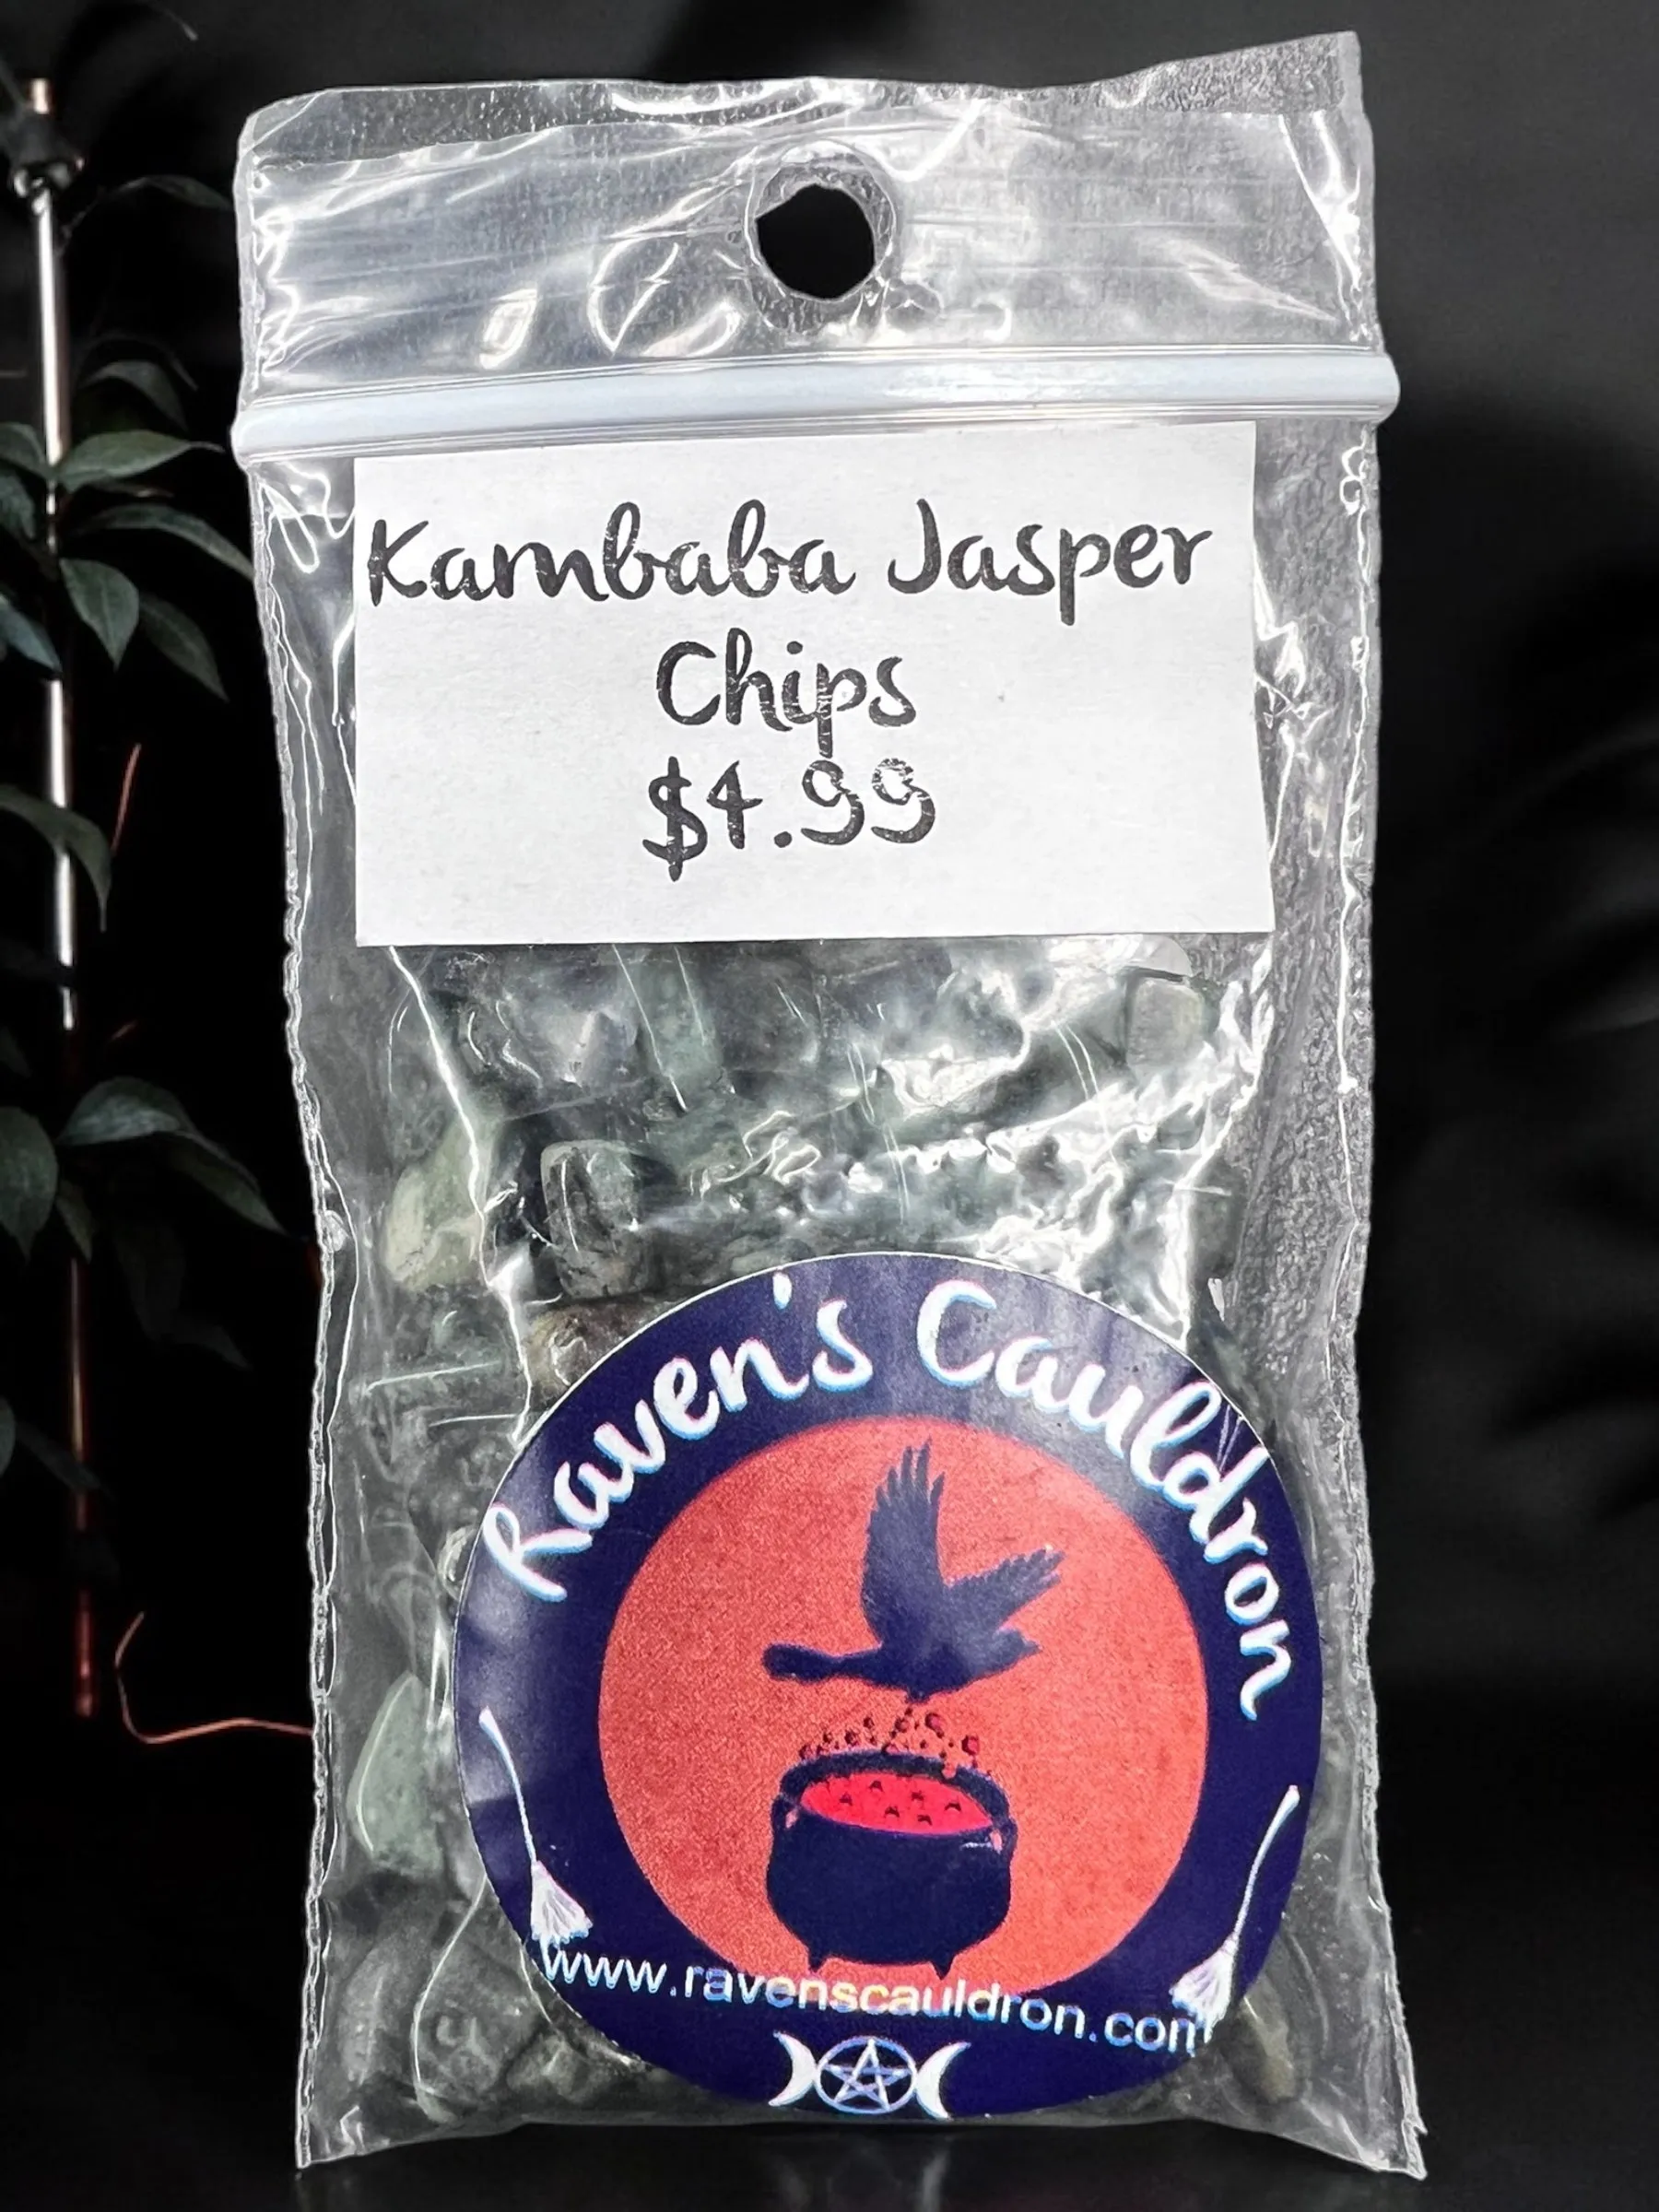 Kambaba Jasper
Chips
$4.99
Raven's Cauldron
www.ravenscauldron.com